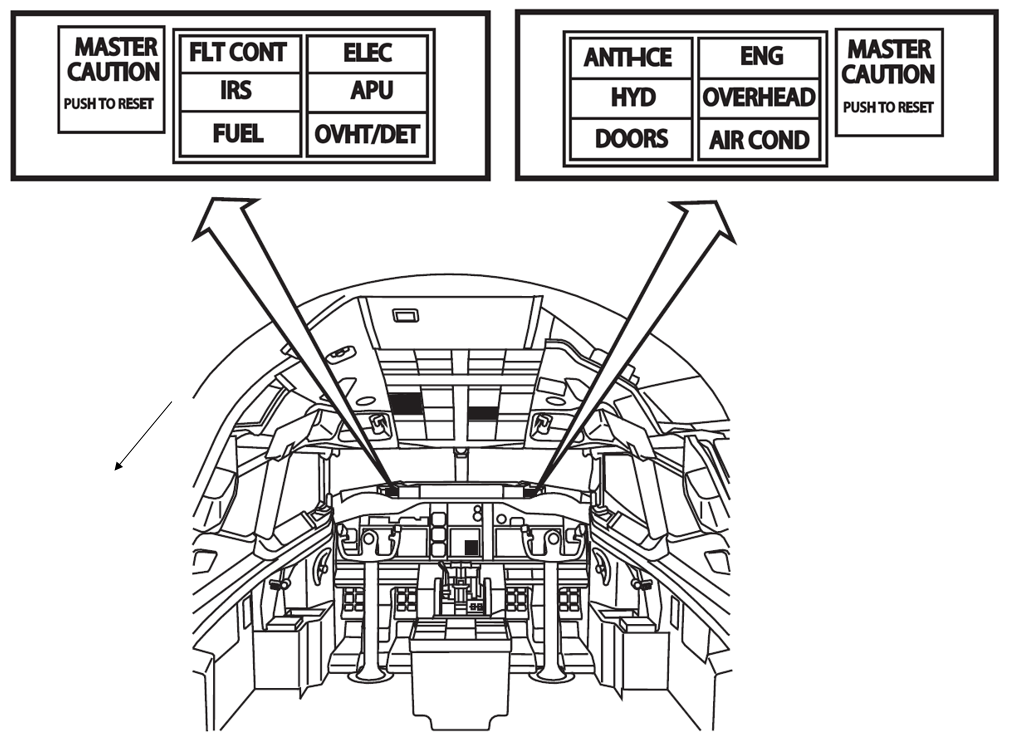 MASTER
CAUTION
PUSH TO RESET
FLT CONT
ELEC
IRS
APU
FUEL
OVHT/DET
ANTI-ICE
ENG
HYD
OVERHEAD
DOORS
AIR COND
MASTER
CAUTION
PUSH TO RESET